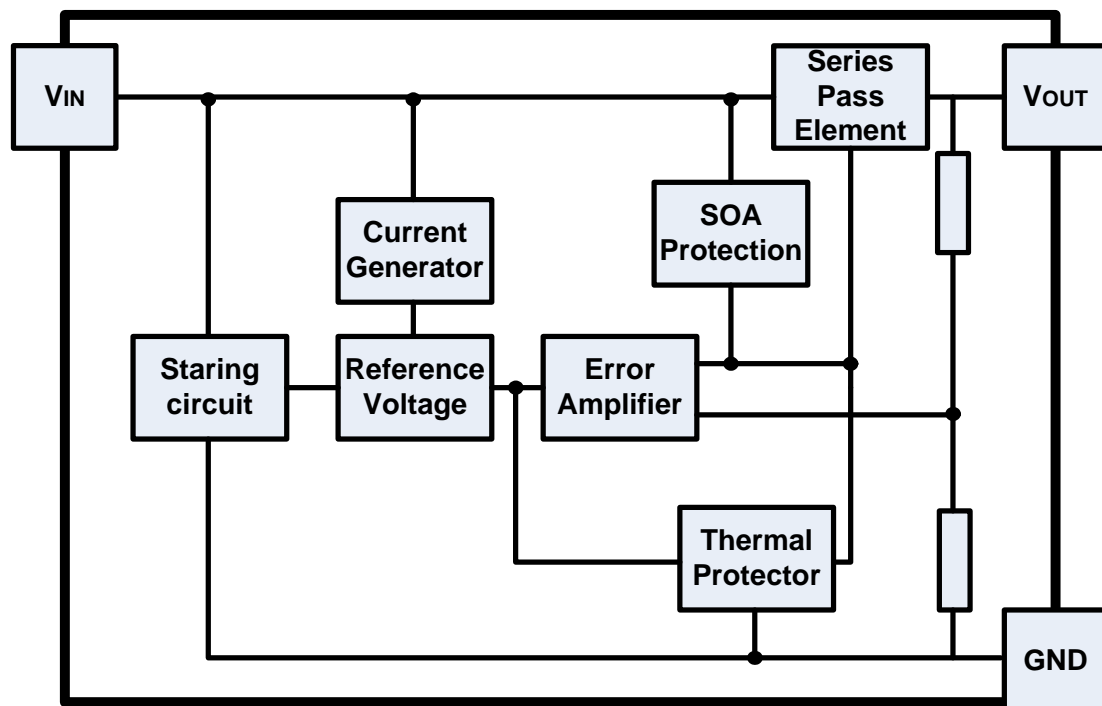 VIN
Series
Pass
Element
VOUT
Current
Generator
SOA
Protection
Staring
circuit
Reference
Voltage
Error
Amplifier
Thermal
Protector
GND